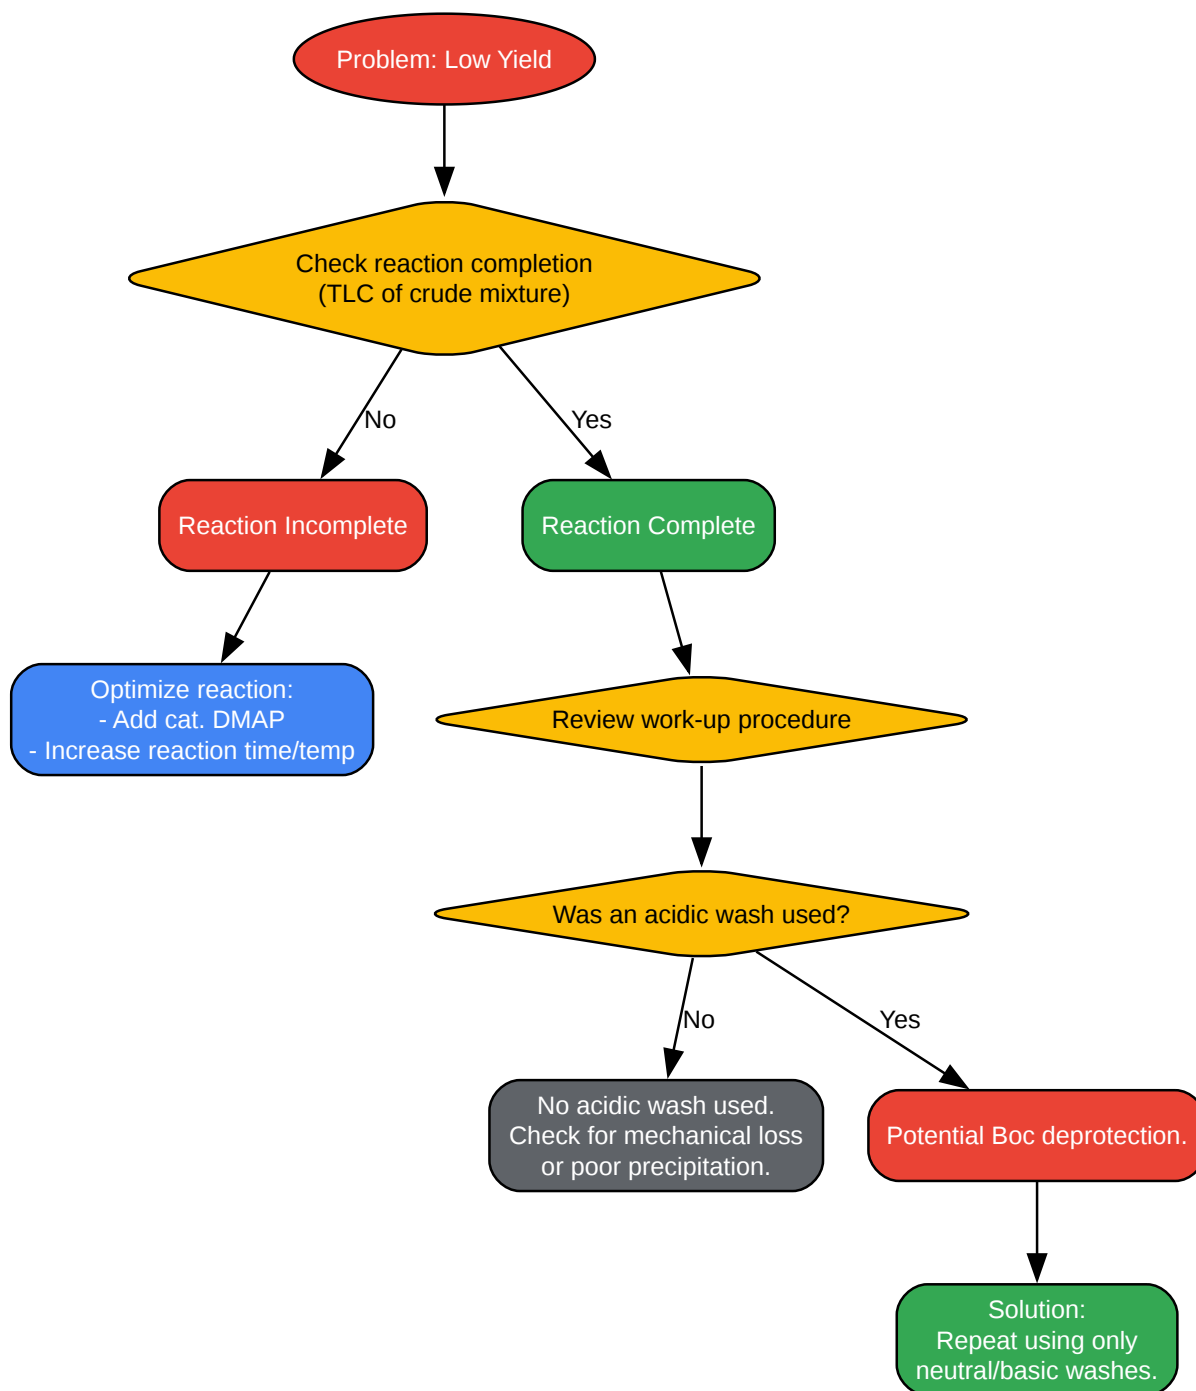 Problem: Low Yield
Check reaction completion
(TLC of crude mixture)
No
Yes
Reaction Incomplete
Reaction Complete
Optimize reaction:
- Add cat. DMAP
- Increase reaction time/temp
Review work-up procedure
Was an acidic wash used?
No
Yes
No acidic wash used.
Check for mechanical loss
or poor precipitation.
Potential Boc deprotection.
Solution:
Repeat using only
neutral/basic washes.